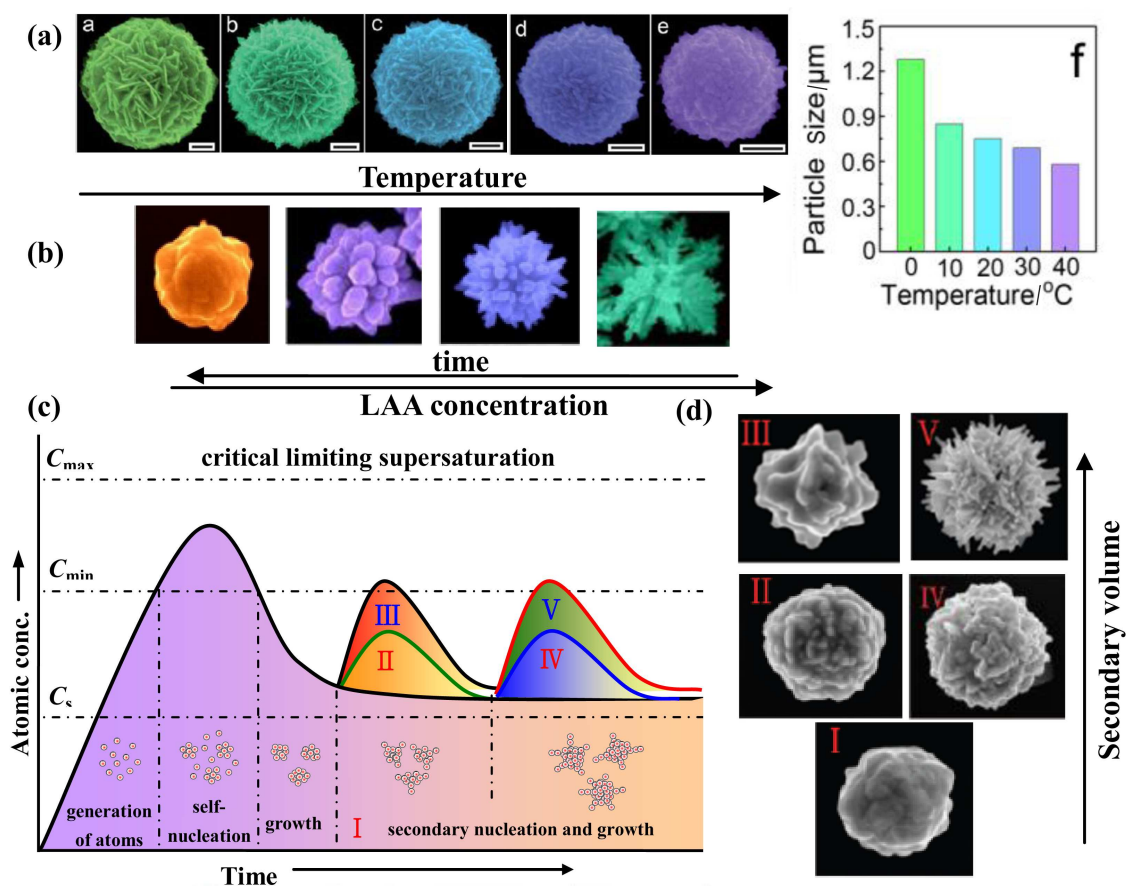 (a)
a
b
c
d
e
Temperature
f
Particle size/μm
1.5
1.2
0.9
0.6
0.3
0
0 10 20 30 40
Temperature/°C
(b)
time
LAA concentration
(c)
Atomic conc.
Cmax
critical limiting supersaturation
Cmin
Cs
Ⅲ
Ⅱ
Ⅴ
Ⅳ
generation
of atoms
self-
nucleation
growth
Ⅰ
secondary nucleation and growth
Time
(d)
Ⅲ
Ⅴ
Ⅱ
Ⅳ
Ⅰ
Secondary volume